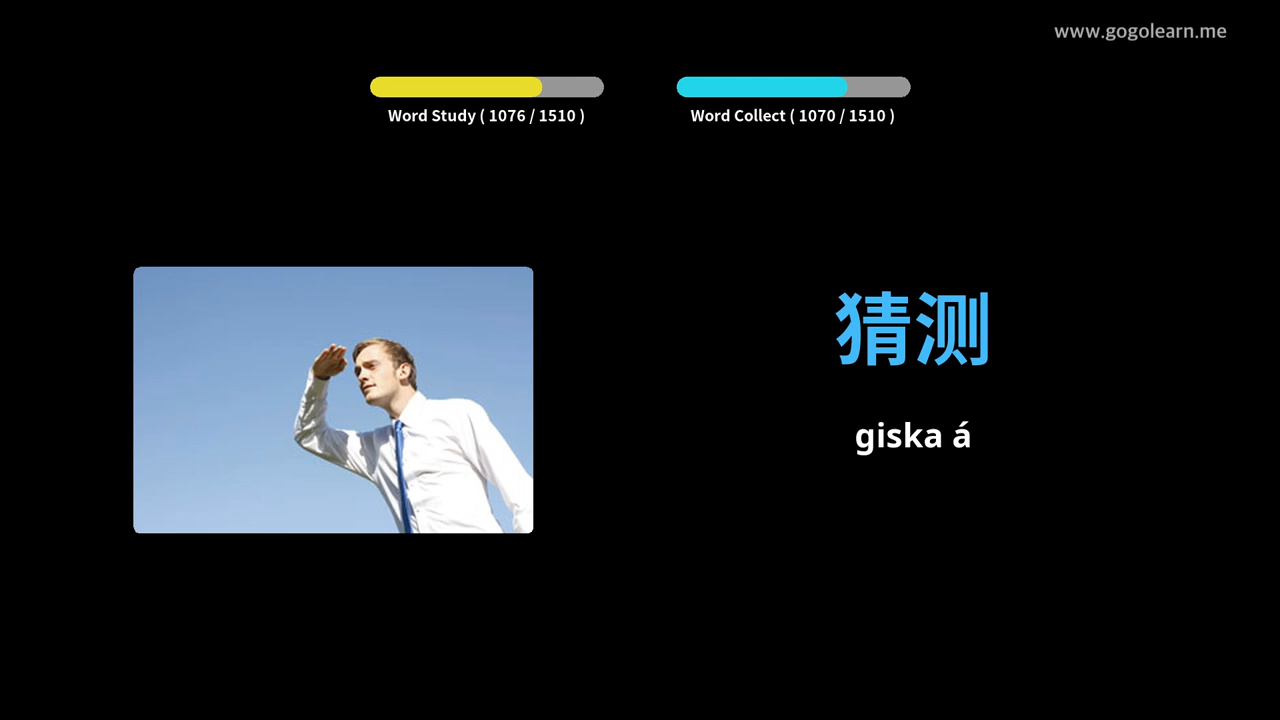 www.gogolearn.me
Word Study ( 1076 / 1510 )
Word Collect ( 1070 / 1510 )
猜测
giska á